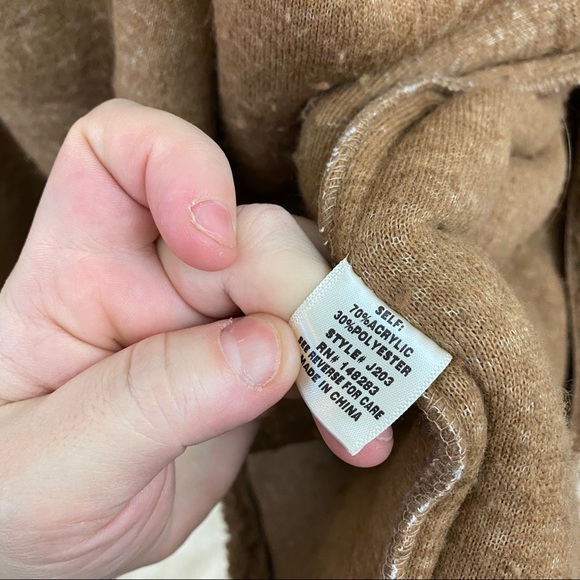 SELF:
70%ACRYLIC
30%POLYESTER
STYLE# J203
RN# 146283
SEE REVERSE FOR CARE
MADE IN CHINA